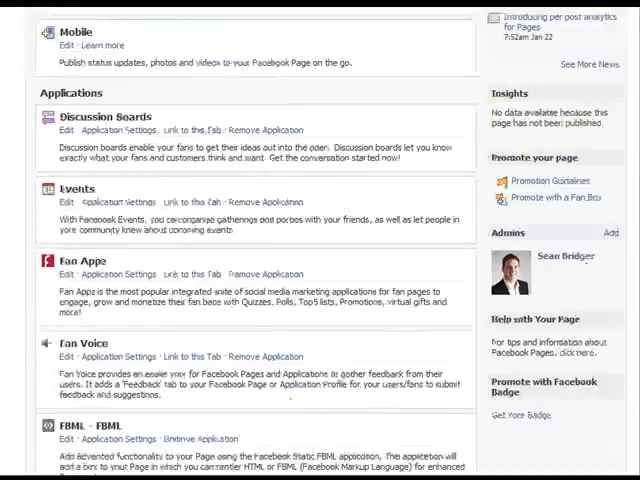 Mobile
Edit · Learn more
Publish status updates, photos and videos to your Facebook Page on the go.
Applications
Discussion Boards
Edit · Application Settings · Link to this Tab · Remove Application
Discussion boards enable your fans to get their ideas out into the open. Discussion boards let you know
exactly what your fans and customers think and want. Get the conversation started now!
Events
Edit · Application Settings · Link to this Tab · Remove Application
With Facebook Events, you can organize gatherings and parties with your friends, as well as let people in
your community know about upcoming events.
Fan Appz
Edit · Application Settings · Link to this Tab · Remove Application
Fan Appz is the most popular integrated suite of social media marketing applications for fan pages to
engage, grow and monetize their fan base with Quizzes, Polls, Top5 lists, Promotions, virtual gifts and
more!
Fan Voice
Edit · Application Settings · Link to this Tab · Remove Application
Fan Voice provides an easy for Facebook Pages and Applications to gather feedback from their
users. It adds a 'Feedback' tab to your Facebook Page or Application Profile for your users/fans to submit
feedback and suggestions.
FBML - FBML
Edit · Application Settings · Remove Application
Add advanced functionality to your Page using the Facebook Static FBML application. This application will
add a box to your Page in which you can enter HTML or FBML (Facebook Markup Language) for enhanced
Introducing per post analytics
for Pages
7:52am Jan 22
See More News
Insights
No data available because this
page has not been published.
Promote your page
Promotion Guidelines
Promote with a Fan Box
Admins Add
Sean Bridger
Help with Your Page
For tips and information about
Facebook Pages, click here.
Promote with Facebook
Badge
Get Your Badge